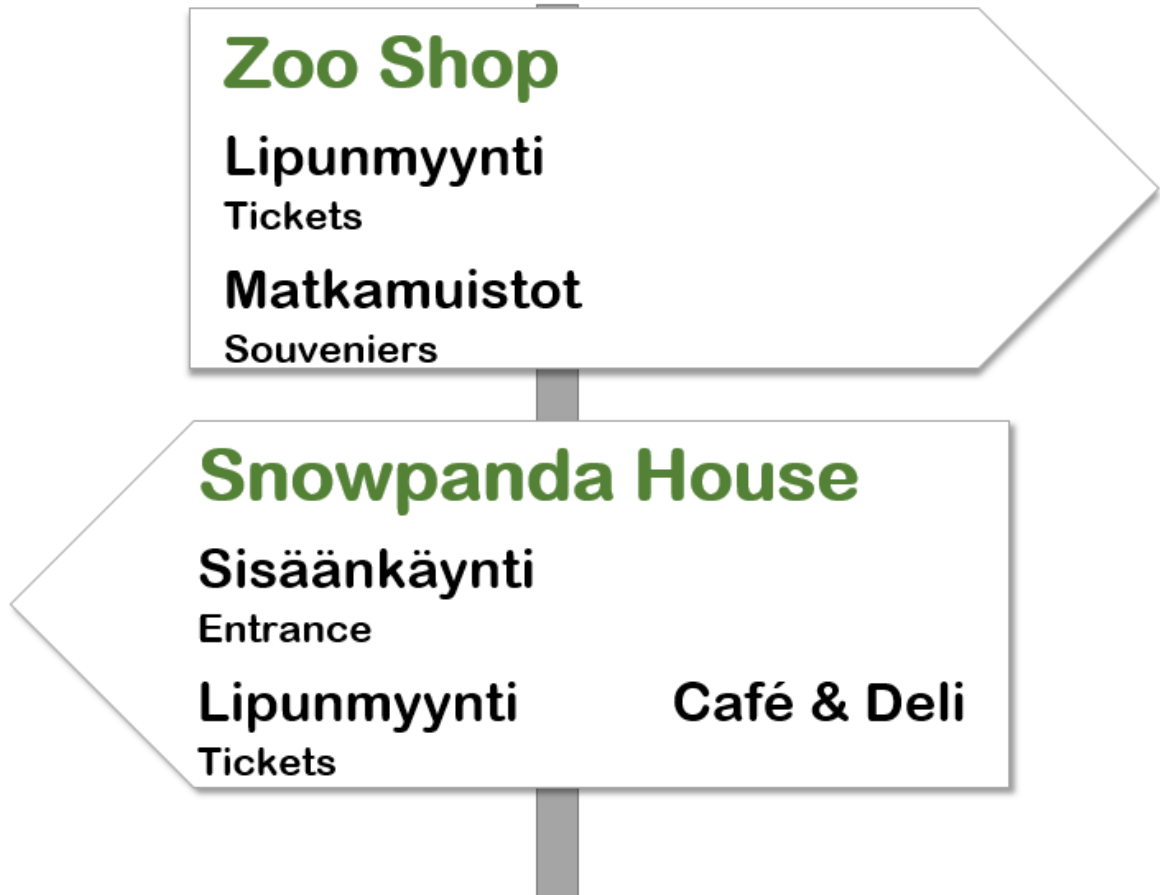 Zoo Shop
Lipunmyynti
Tickets
Matkamuistot
Souveniers
Snowpanda House
Sisäänkäynti
Entrance
Lipunmyynti Café & Deli
Tickets